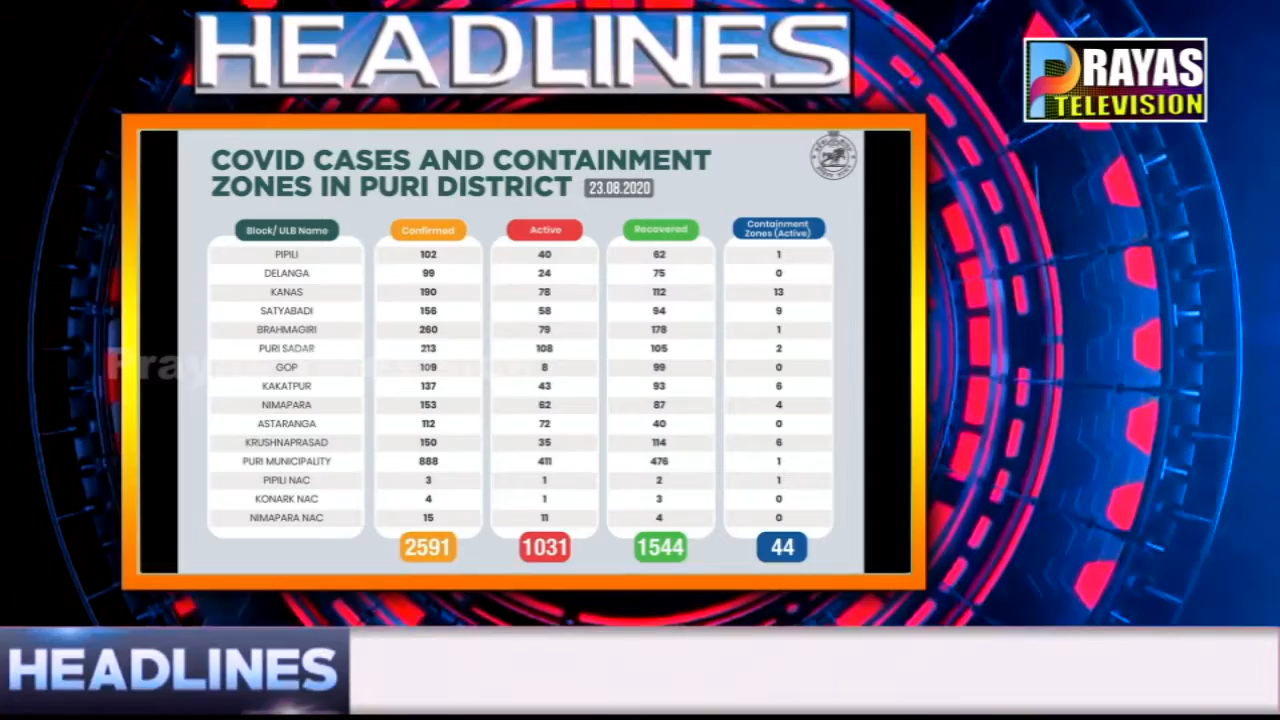 HEADLINES
PRAYAS
TELEVISION
COVID CASES AND CONTAINMENT
ZONES IN PURI DISTRICT 23.08.2020
Block/ ULB Name Confirmed Active Recovered Containment Zones (Active)
PIPILI 102 40 62 1
DELANGA 99 24 75 0
KANAS 190 78 112 13
SATYABADI 156 58 94 9
BRAHMAGIRI 260 79 178 1
PURI SADAR 213 108 105 2
GOP 109 8 99 0
KAKATPUR 137 43 93 6
NIMAPARA 153 62 87 4
ASTARANGA 112 72 40 0
KRUSHNAPRASAD 150 35 114 6
PURI MUNICIPALITY 888 411 476 1
PIPILI NAC 3 1 2 1
KONARK NAC 4 1 3 0
NIMAPARA NAC 15 11 4 0
2591 1031 1544 44
HEADLINES